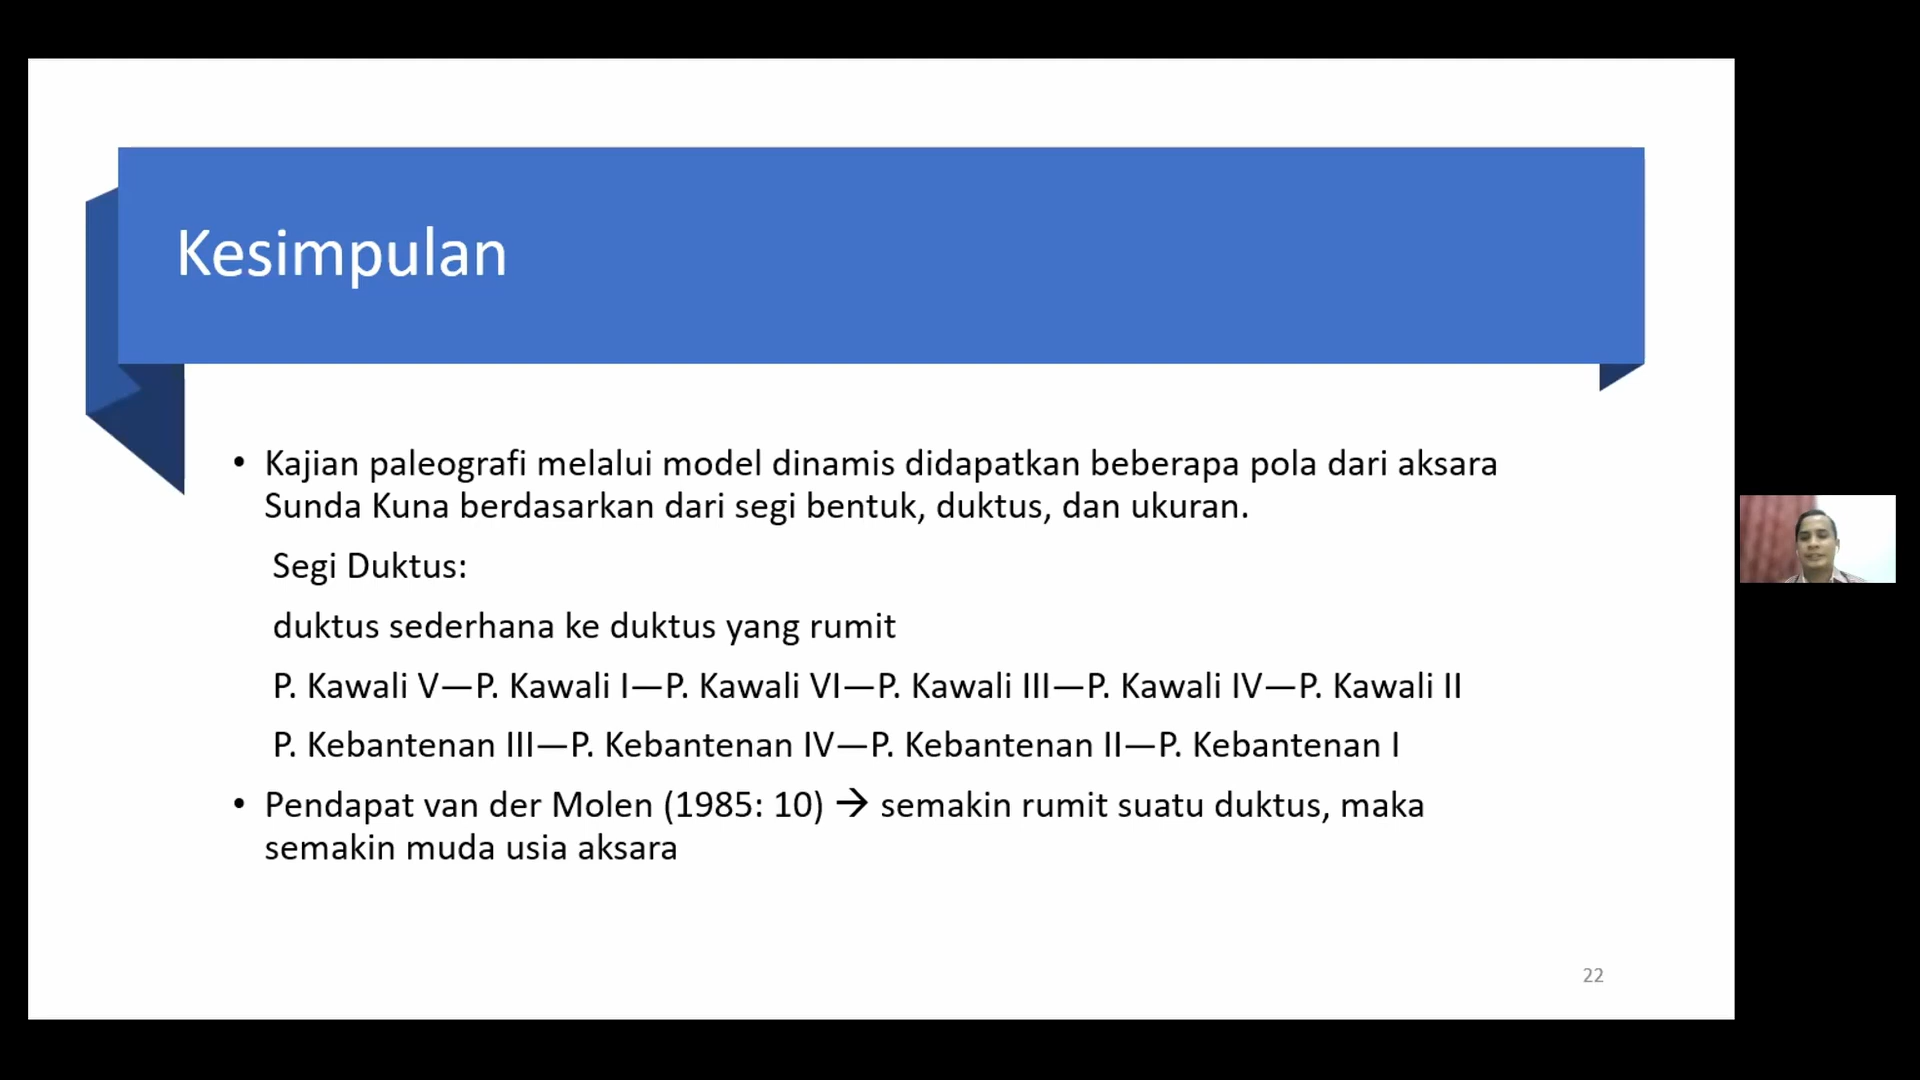 Kesimpulan
• Kajian paleografi melalui model dinamis didapatkan beberapa pola dari aksara
Sunda Kuna berdasarkan dari segi bentuk, duktus, dan ukuran.
Segi Duktus:
duktus sederhana ke duktus yang rumit
P. Kawali V—P. Kawali I—P. Kawali VI—P. Kawali III—P. Kawali IV—P. Kawali II
P. Kebantenan III—P. Kebantenan IV—P. Kebantenan II—P. Kebantenan I
• Pendapat van der Molen (1985: 10) → semakin rumit suatu duktus, maka
semakin muda usia aksara
22